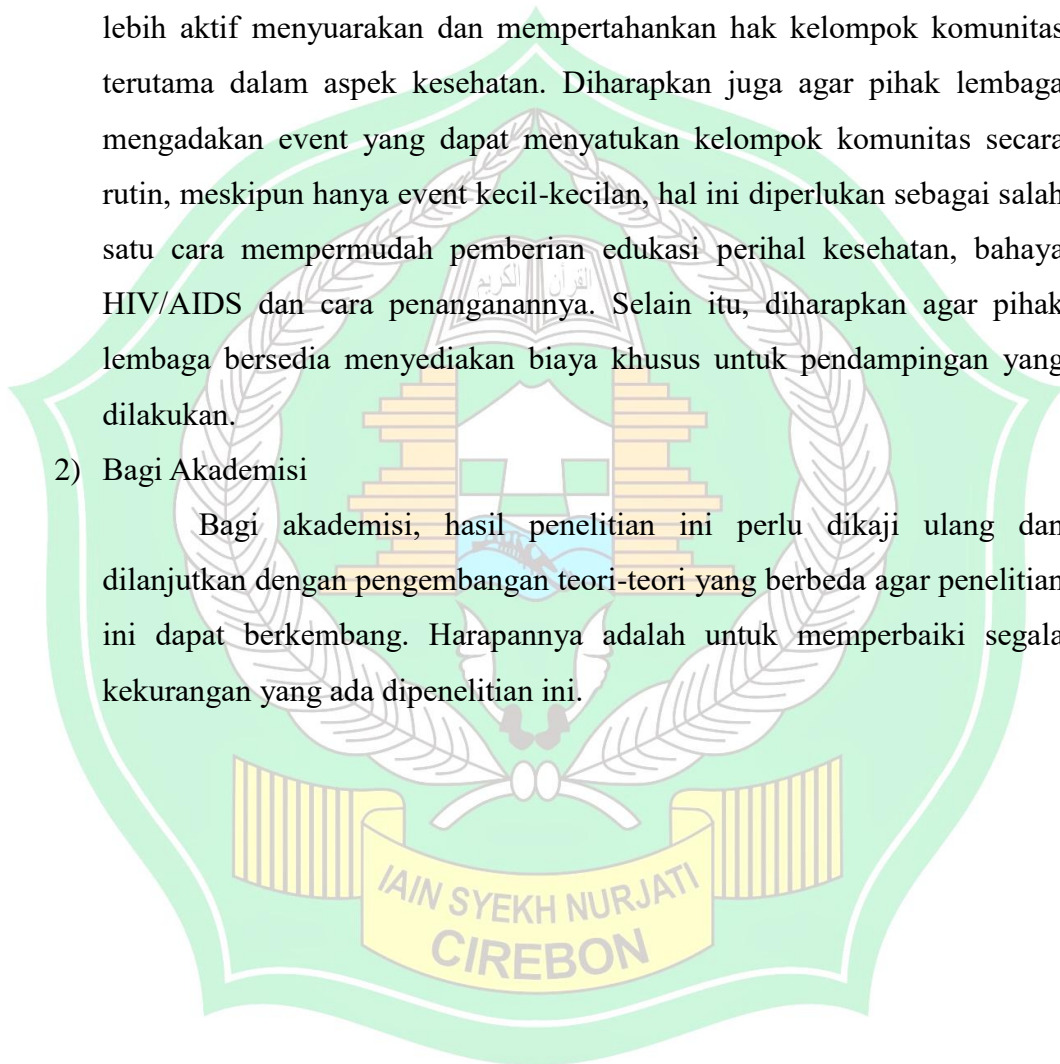 lebih aktif menyuarakan dan mempertahankan hak kelompok komunitas
terutama dalam aspek kesehatan. Diharapkan juga agar pihak lembaga
mengadakan event yang dapat menyatukan kelompok komunitas secara
rutin, meskipun hanya event kecil-kecilan, hal ini diperlukan sebagai salah
satu cara mempermudah pemberian edukasi perihal kesehatan, bahaya
HIV/AIDS dan cara penanganannya. Selain itu, diharapkan agar pihak
lembaga bersedia menyediakan biaya khusus untuk pendampingan yang
dilakukan.
2) Bagi Akademisi
Bagi akademisi, hasil penelitian ini perlu dikaji ulang dan
dilanjutkan dengan pengembangan teori-teori yang berbeda agar penelitian
ini dapat berkembang. Harapannya adalah untuk memperbaiki segala
kekurangan yang ada dipenelitian ini.
القرآن الكريم
IAIN SYEKH NURJATI
CIREBON